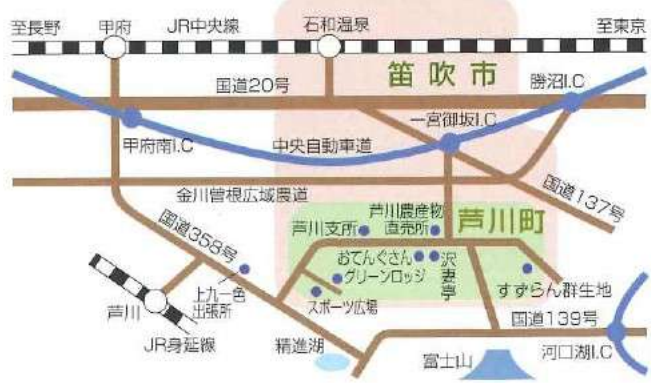 至長野
甲府
JR中央線
石和温泉
至東京
国道20号
笛吹市
勝沼I.C
一宮御坂I.C
甲府南I.C
中央自動車道
金川曽根広域農道
国道137号
国道358号
芦川支所
芦川農産物
直売所
芦川町
おてんぐさん
沢妻亭
グリーンロッジ
スポーツ広場
すずらん群生地
上九一色
出張所
芦川
JR身延線
精進湖
国道139号
富士山
河口湖I.C